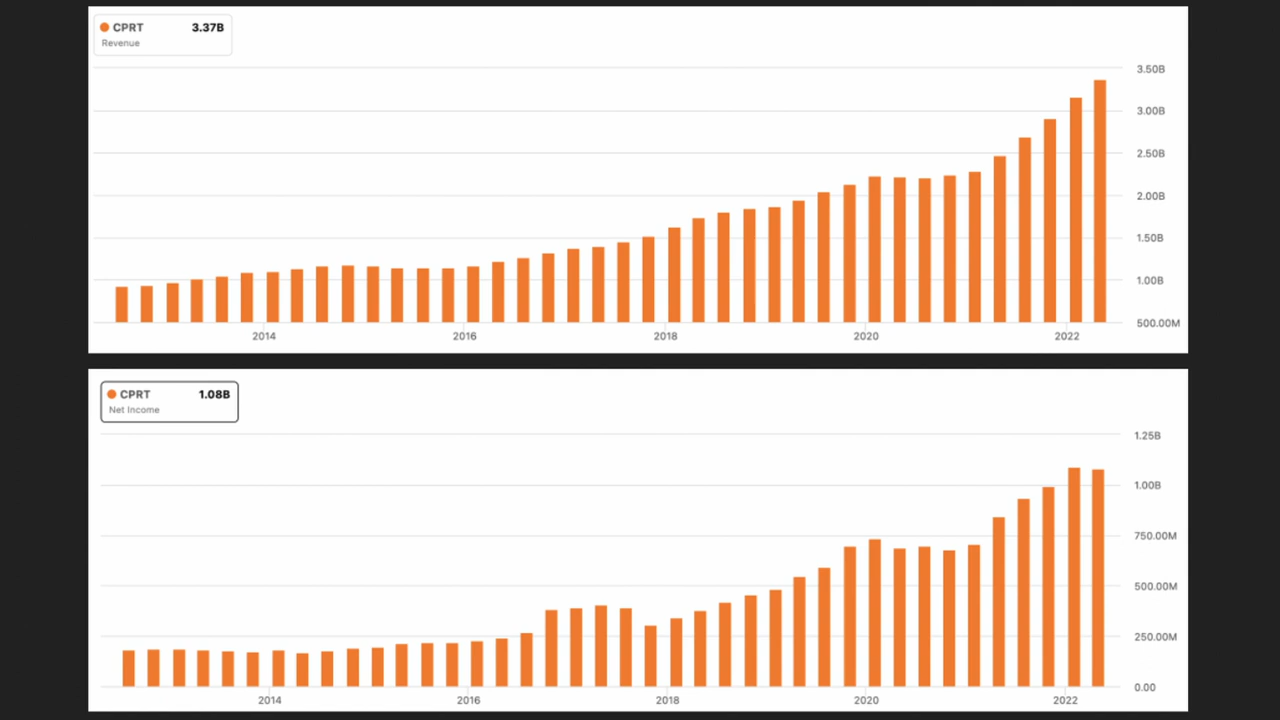 CPRT 3.37B
Revenue
3.50B
3.00B
2.50B
2.00B
1.50B
1.00B
500.00M
2014 2016 2018 2020 2022
CPRT 1.08B
Net Income
1.25B
1.00B
750.00M
500.00M
250.00M
0.00
2014 2016 2018 2020 2022